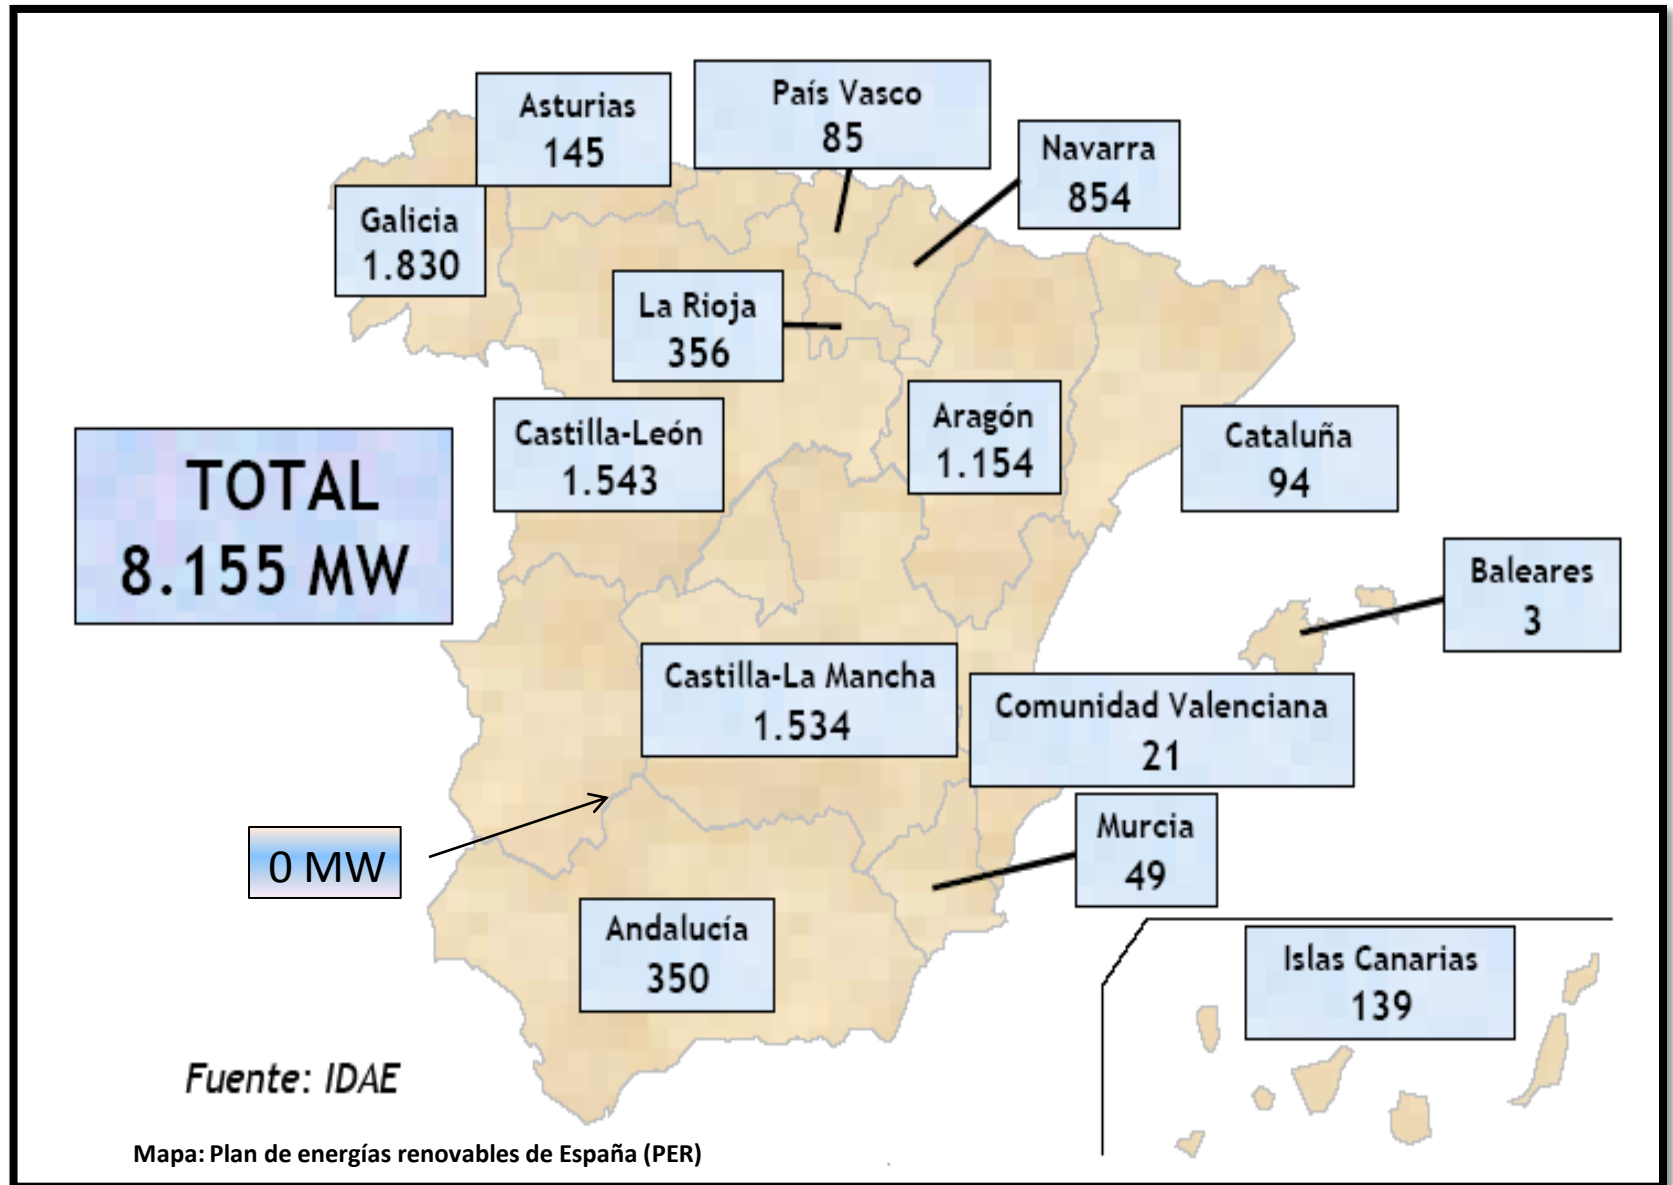 Asturias
145
País Vasco
85
Navarra
854
Galicia
1.830
La Rioja
356
Castilla-León
1.543
Aragón
1.154
Cataluña
94
TOTAL
8.155 MW
Baleares
3
Castilla-La Mancha
1.534
Comunidad Valenciana
21
Murcia
49
0 MW
Andalucía
350
Islas Canarias
139
Fuente: IDAE
Mapa: Plan de energías renovables de España (PER)